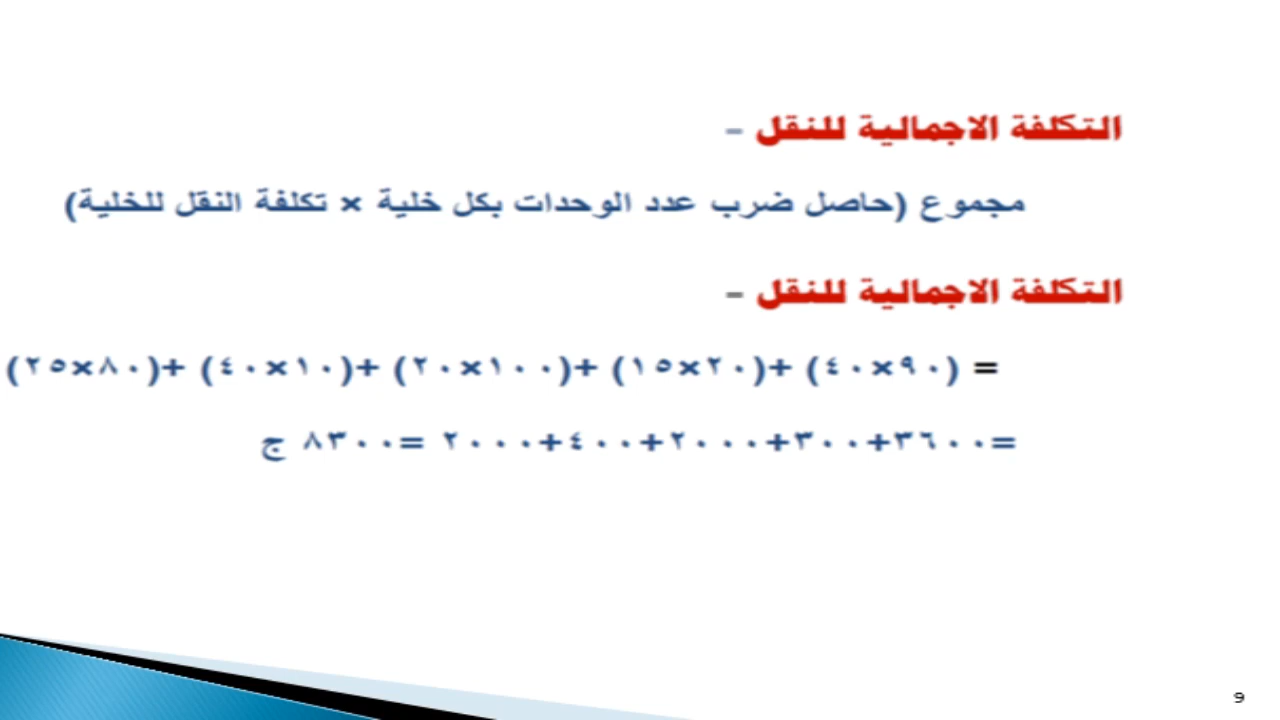 التكلفة الاجمالية للنقل –
مجموع (حاصل ضرب عدد الوحدات بكل خلية × تكلفة النقل للخلية)
التكلفة الاجمالية للنقل –
= (٩٠×٤٠) +(٢٠×١٥) +(١٠٠×٢٠) +(١٠×٤٠) +(٨٠×٢٥)
=٣٦٠٠+٣٠٠+٢٠٠٠+٤٠٠+٢٠٠٠ =٨٣٠٠ ج
9